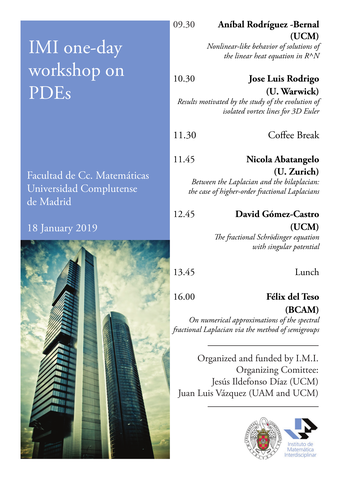 IMI one-day
workshop on
PDEs
Facultad de Cc. Matemáticas
Universidad Complutense
de Madrid
18 January 2019
09.30 Aníbal Rodríguez -Bernal
(UCM)
Nonlinear-like behavior of solutions of
the linear heat equation in R^N
10.30 Jose Luis Rodrigo
(U. Warwick)
Results motivated by the study of the evolution of
isolated vortex lines for 3D Euler
11.30 Coffee Break
11.45 Nicola Abatangelo
(U. Zurich)
Between the Laplacian and the bilaplacian:
the case of higher-order fractional Laplacians
12.45 David Gómez-Castro
(UCM)
The fractional Schrödinger equation
with singular potential
13.45 Lunch
16.00 Félix del Teso
(BCAM)
On numerical approximations of the spectral
fractional Laplacian via the method of semigroups
Organized and funded by I.M.I.
Organizing Comittee:
Jesús Ildefonso Díaz (UCM)
Juan Luis Vázquez (UAM and UCM)
Instituto de
Matemática
Interdisciplinar